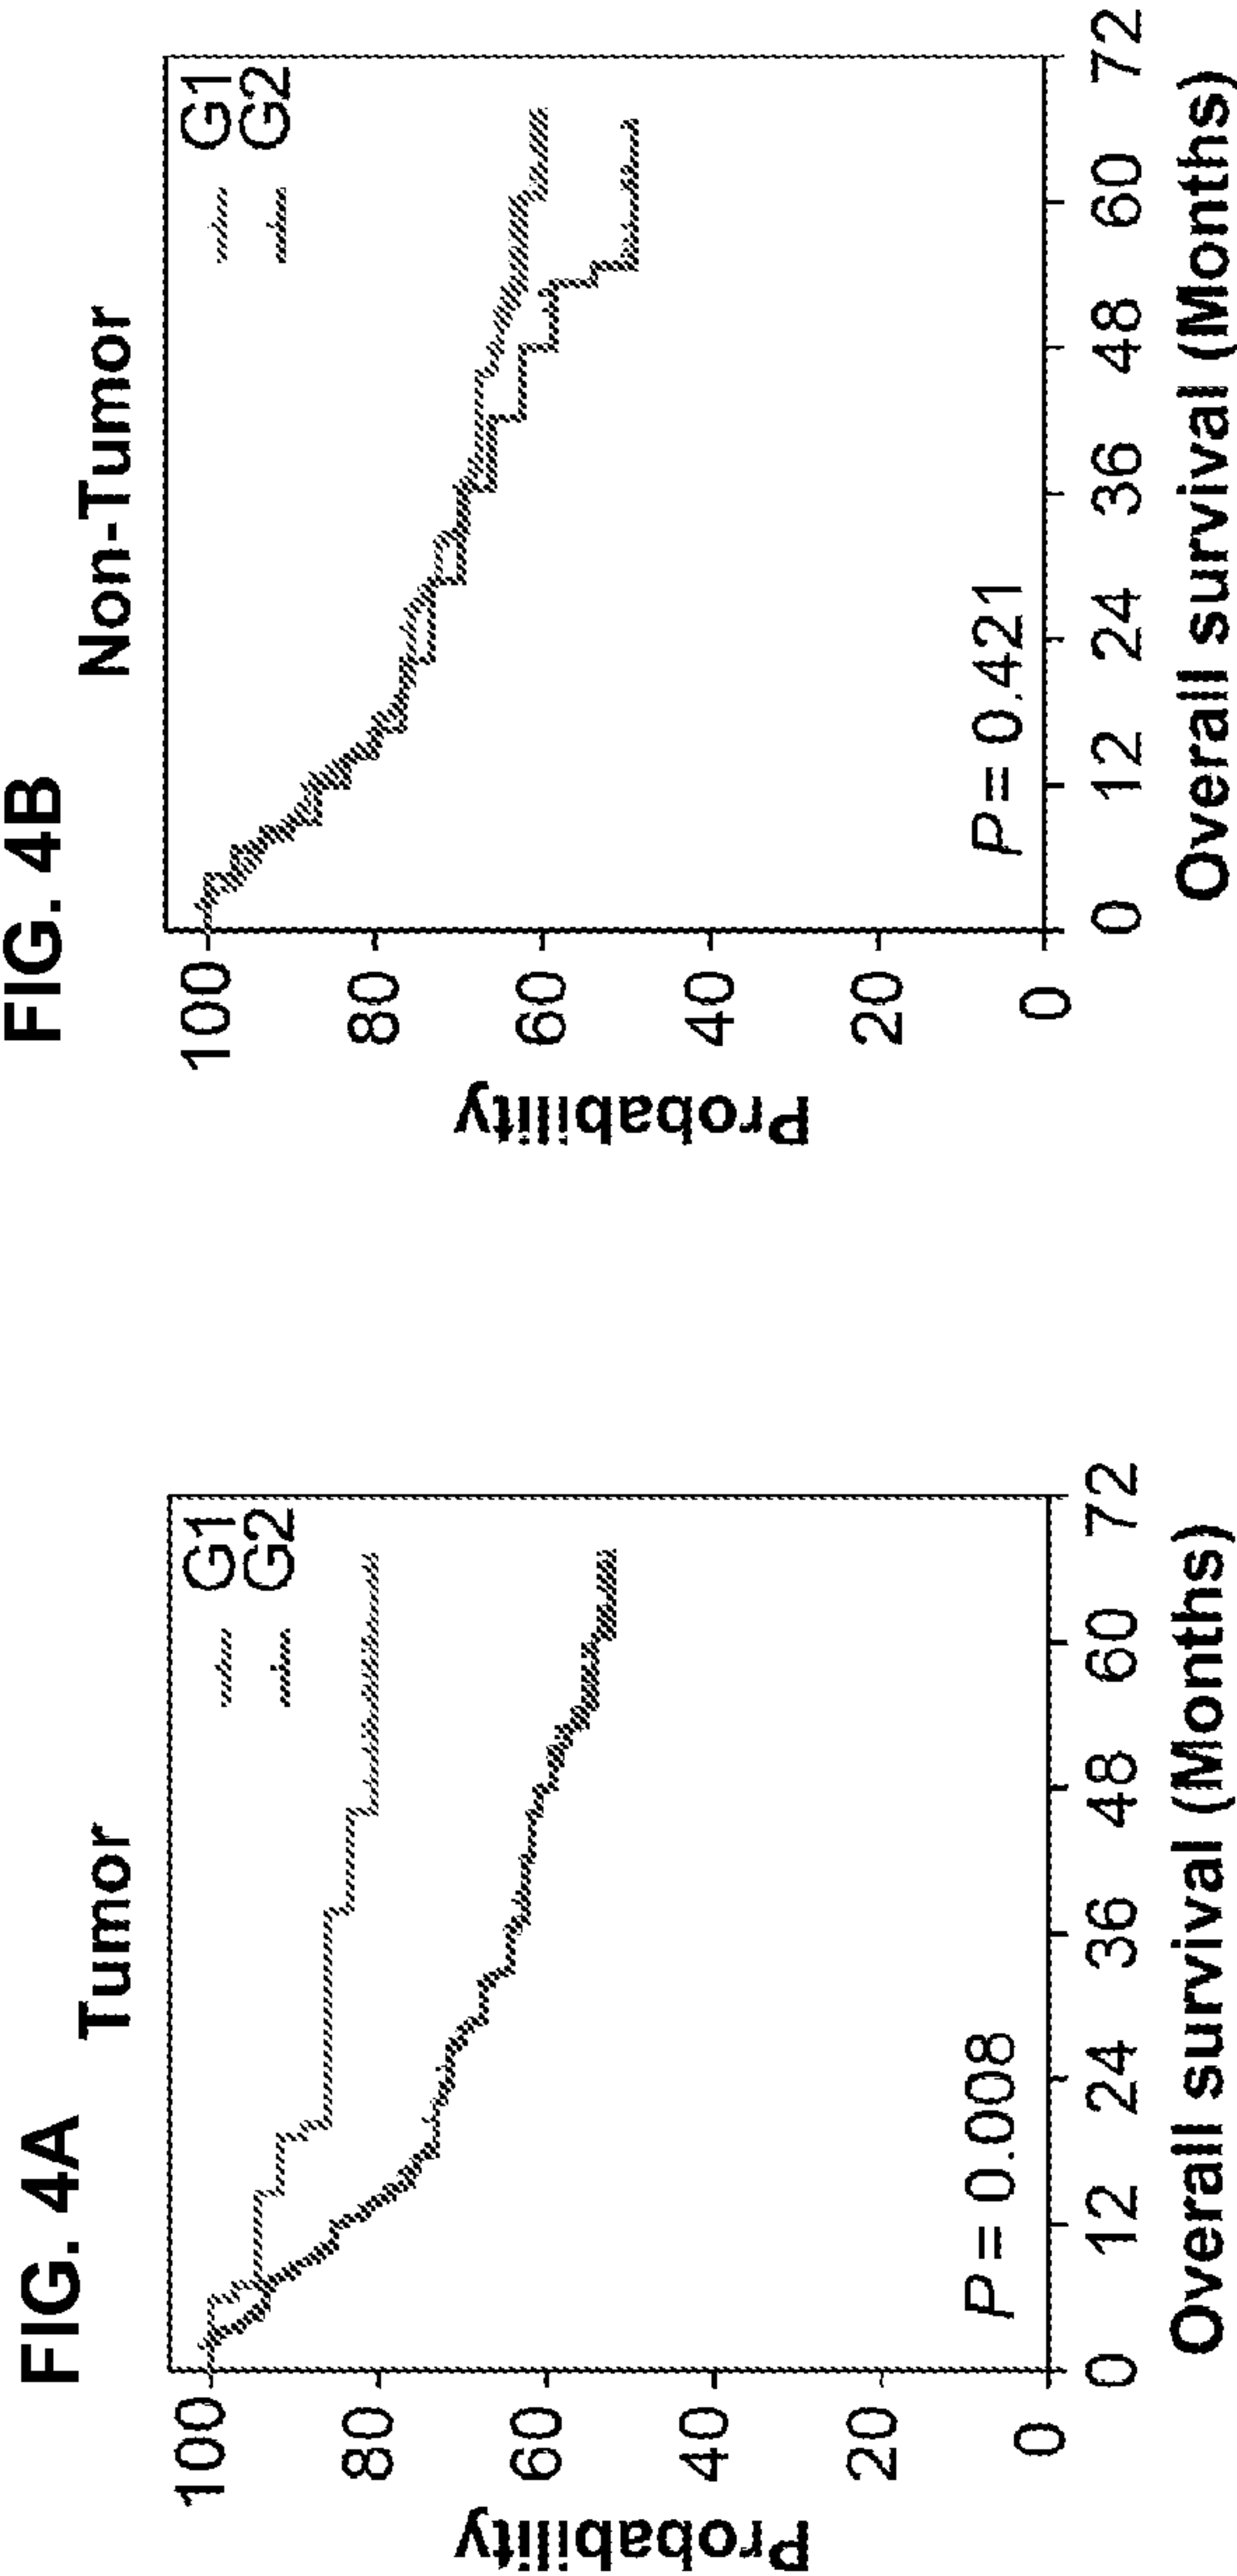 FIG. 4A
Tumor
G1
G2
P = 0.008
100
80
60
40
20
0
Probability
0 12 24 36 48 60 72
Overall survival (Months)
FIG. 4B
Non-Tumor
G1
G2
P = 0.421
100
80
60
40
20
0
Probability
0 12 24 36 48 60 72
Overall survival (Months)